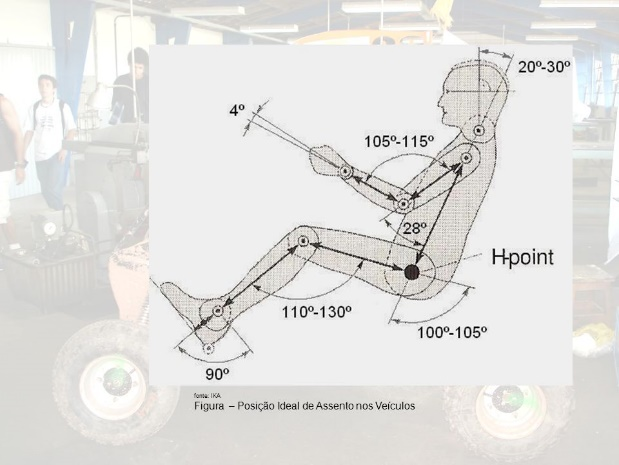 20º-30º
4º
105º-115º
28º
H-point
110º-130º
100º-105º
90º
fonte: IKA
Figura – Posição Ideal de Assento nos Veículos